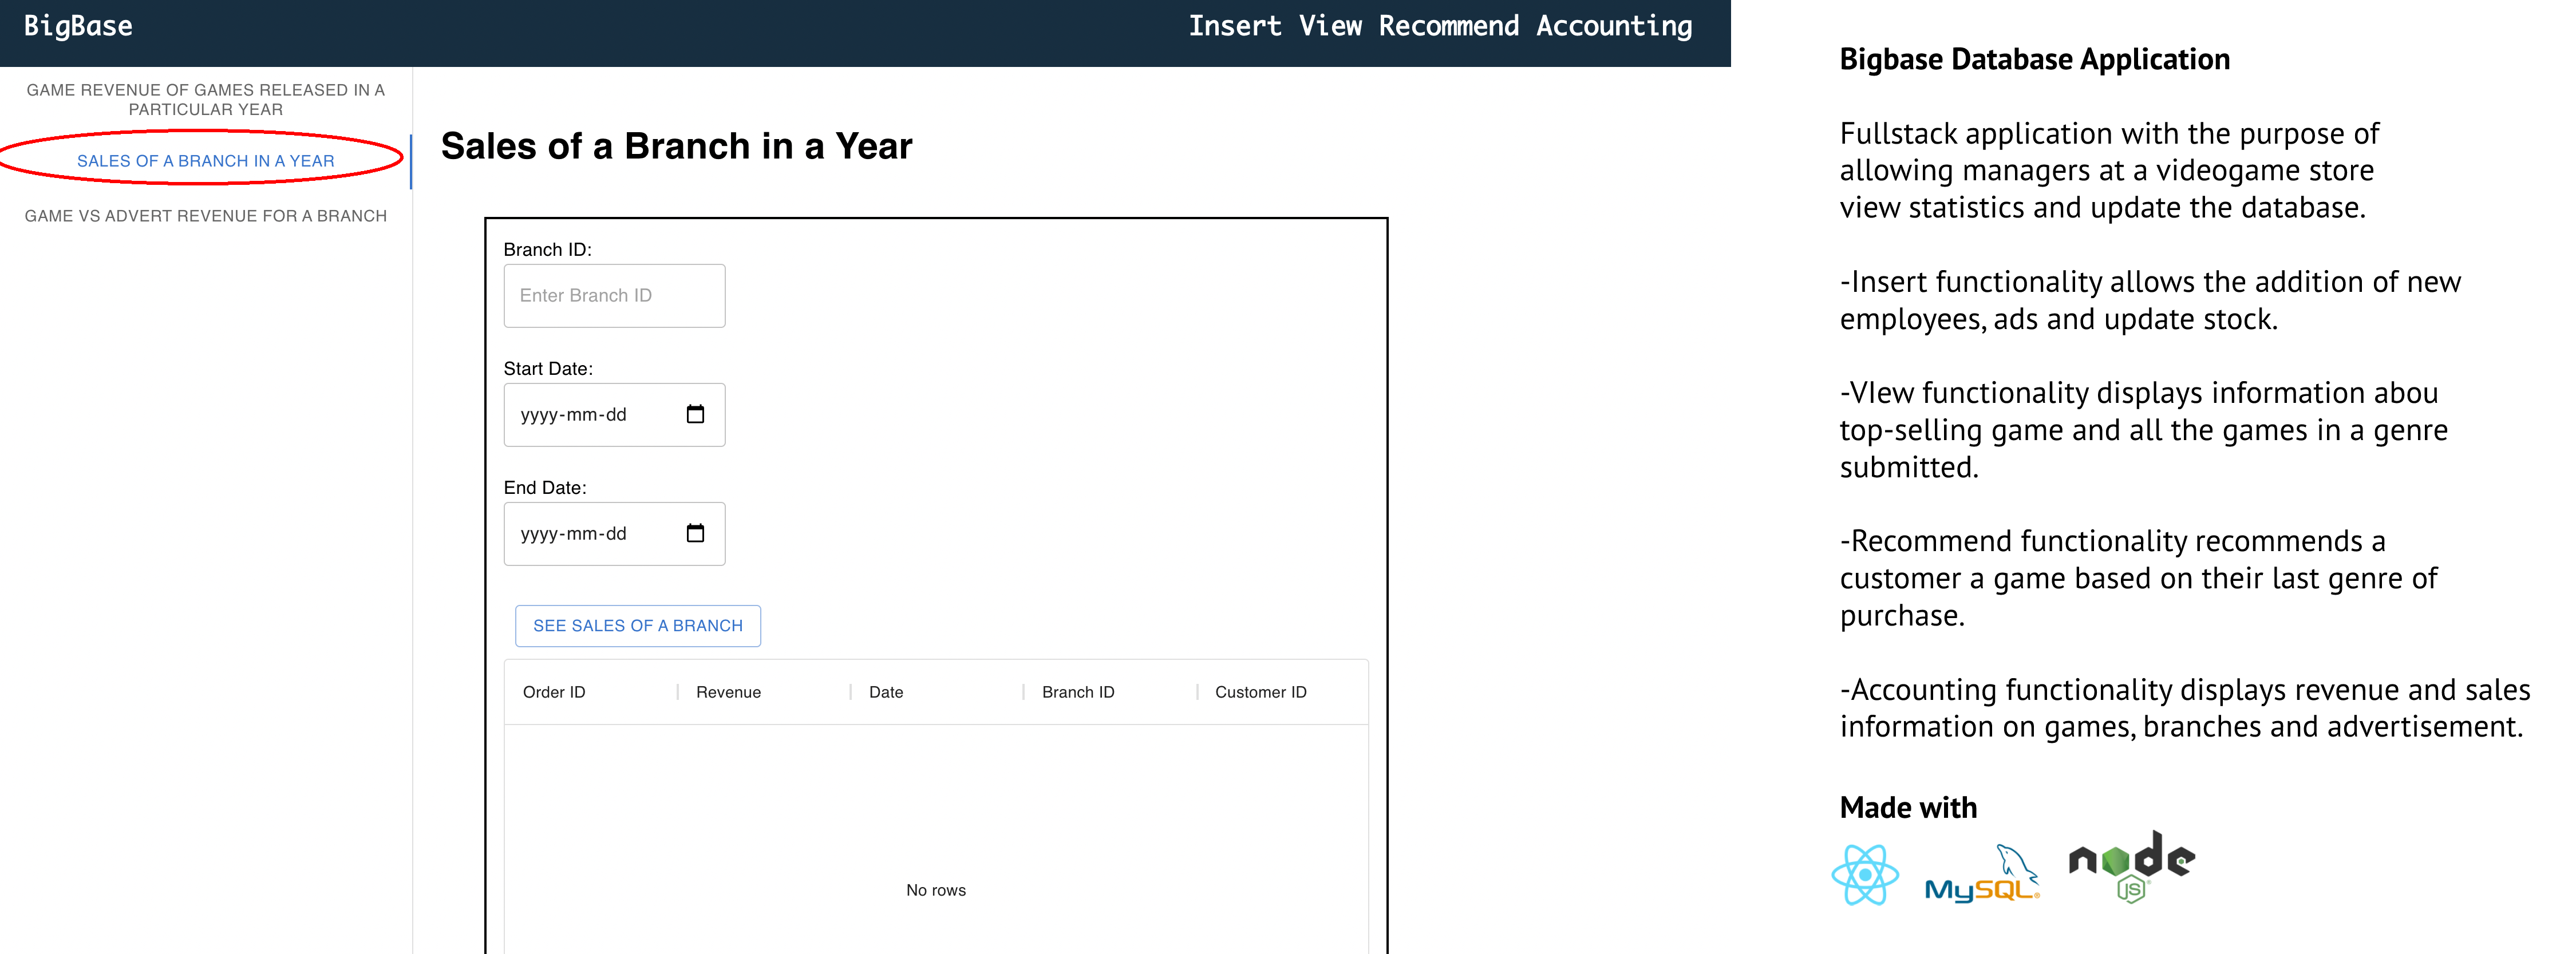 BigBase
Insert View Recommend Accounting
GAME REVENUE OF GAMES RELEASED IN A
PARTICULAR YEAR
SALES OF A BRANCH IN A YEAR
GAME VS ADVERT REVENUE FOR A BRANCH
Sales of a Branch in a Year
Branch ID:
Enter Branch ID
Start Date:
yyyy-mm-dd
End Date:
yyyy-mm-dd
SEE SALES OF A BRANCH
Order ID
Revenue
Date
Branch ID
Customer ID
No rows
Bigbase Database Application
Fullstack application with the purpose of
allowing managers at a videogame store
view statistics and update the database.
-Insert functionality allows the addition of new
employees, ads and update stock.
-VIew functionality displays information abou
top-selling game and all the games in a genre
submitted.
-Recommend functionality recommends a
customer a game based on their last genre of
purchase.
-Accounting functionality displays revenue and sales
information on games, branches and advertisement.
Made with
MySQL®
node
JS®